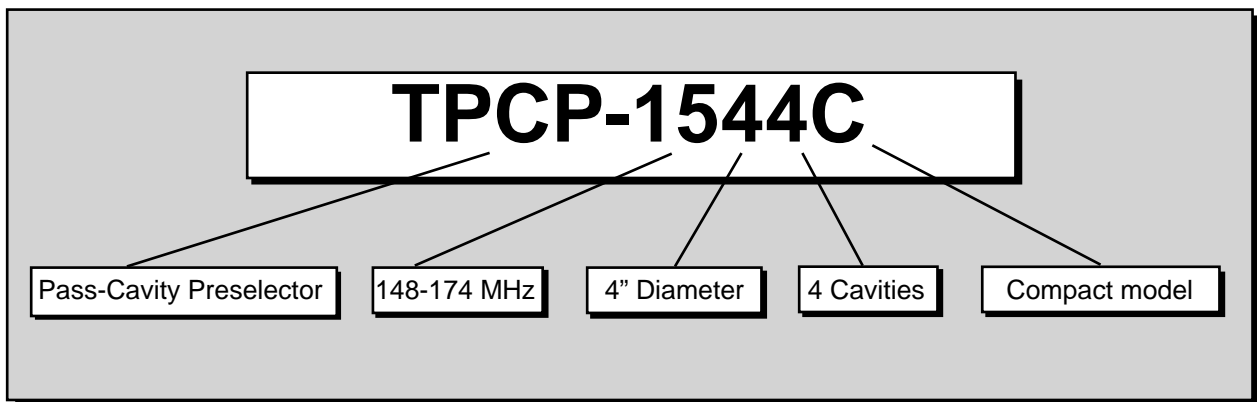 TPCP-1544C
Pass-Cavity Preselector
148-174 MHz
4” Diameter
4 Cavities
Compact model